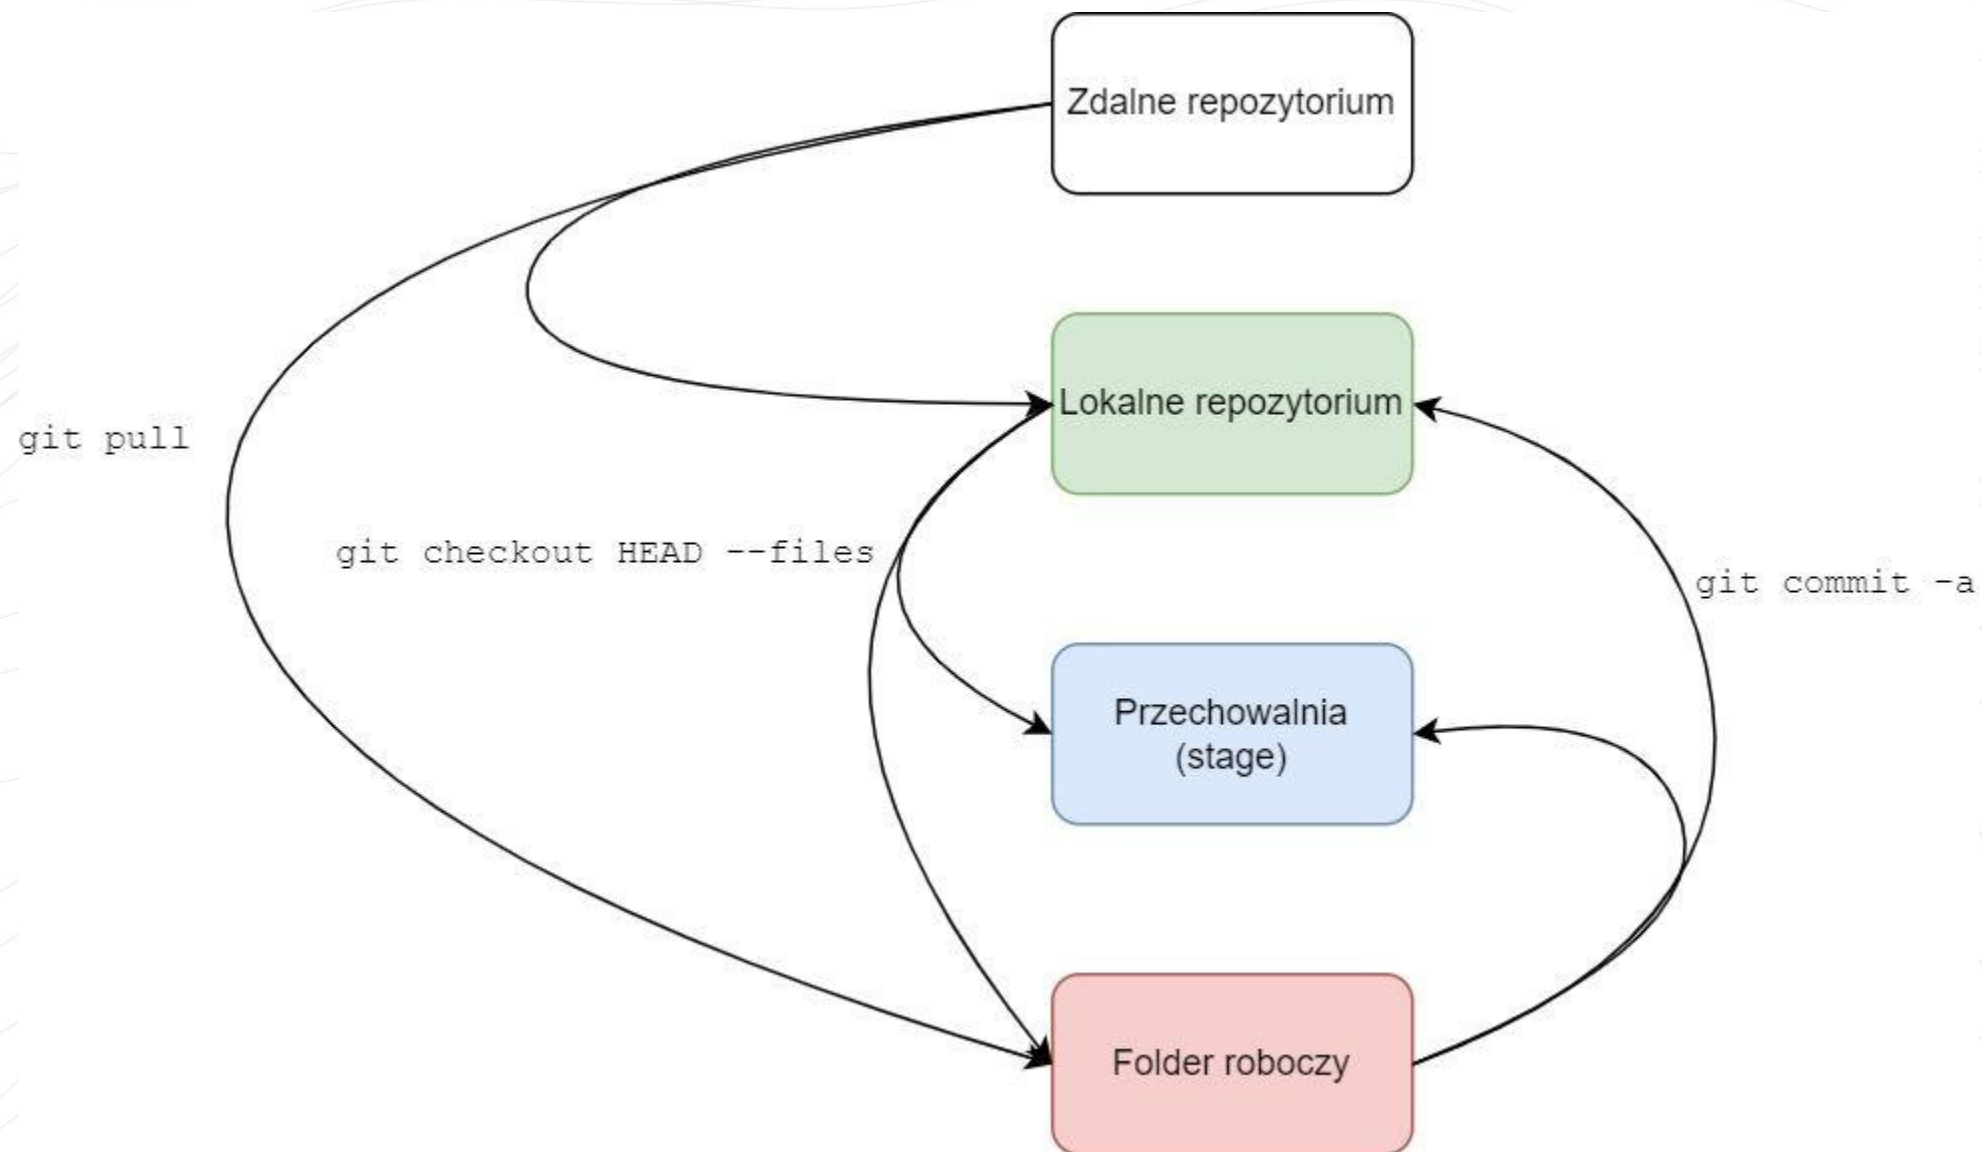 Zdalne repozytorium
Lokalne repozytorium
git pull
git checkout HEAD --files
git commit -a
Przechowalnia
(stage)
Folder roboczy